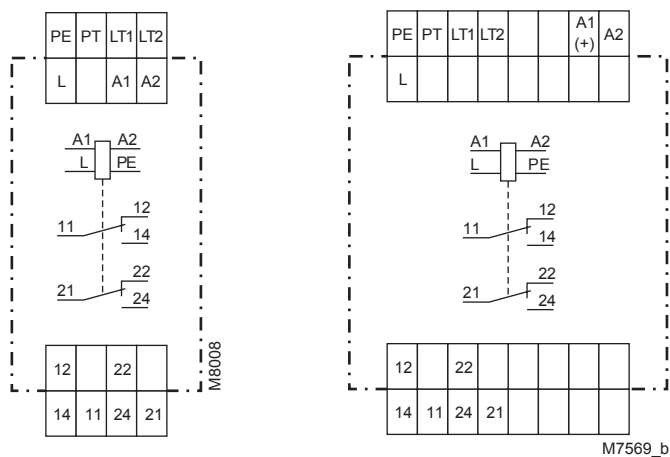 PE PT LT1 LT2
L A1 A2
A1 A2
L PE
12
11
14
22
21
24
12 22
14 11 24 21
M8008
PE PT LT1 LT2 A1 (+) A2
L
A1 A2
L PE
12
11
14
22
21
24
12 22
14 11 24 21
M7569_b